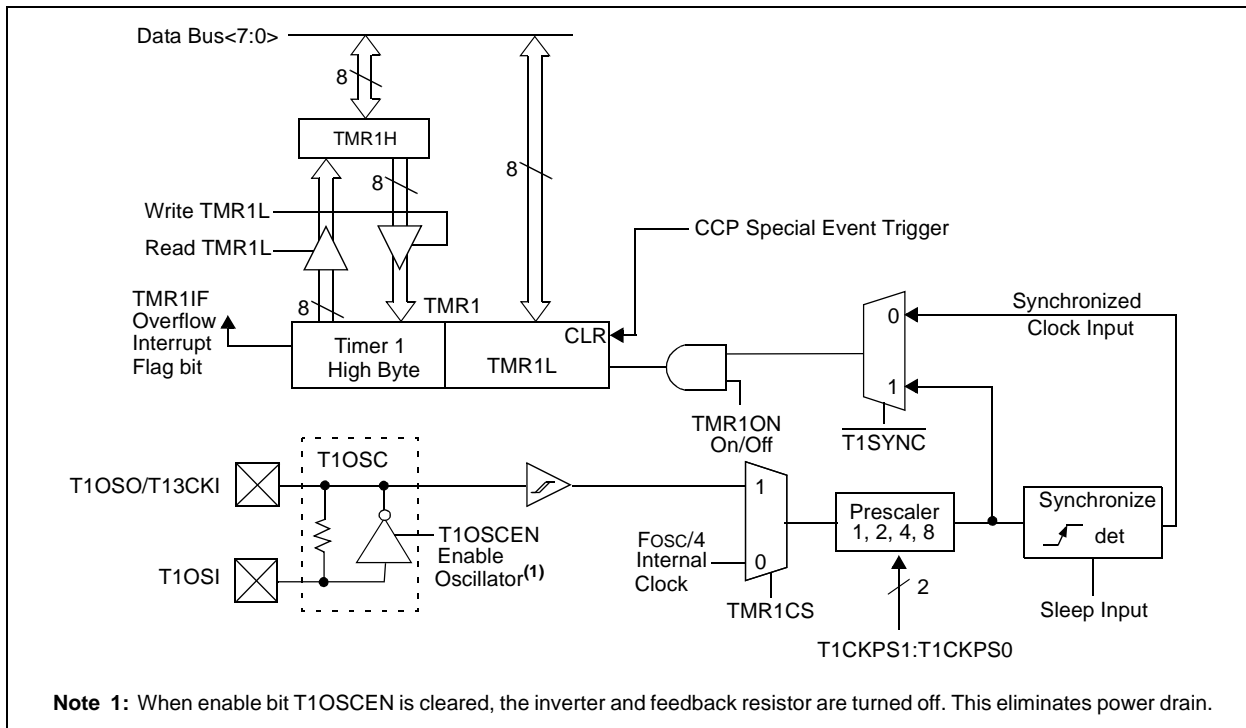 Data Bus<7:0>
8
TMR1H
8
8
Write TMR1L
CCP Special Event Trigger
Read TMR1L
TMR1IF
Overflow
Interrupt
Flag bit
8
TMR1
Timer 1
High Byte
TMR1L
CLR
0
1
Synchronized
Clock Input
TMR1ON
On/Off
T1SYNC
T1OSC
T1OSO/T13CKI
T1OSI
T1OSCEN
Enable
Oscillator(1)
FOSC/4
Internal
Clock
1
0
TMR1CS
Prescaler
1, 2, 4, 8
2
T1CKPS1:T1CKPS0
Synchronize
det
Sleep Input
Note 1: When enable bit T1OSCEN is cleared, the inverter and feedback resistor are turned off. This eliminates power drain.